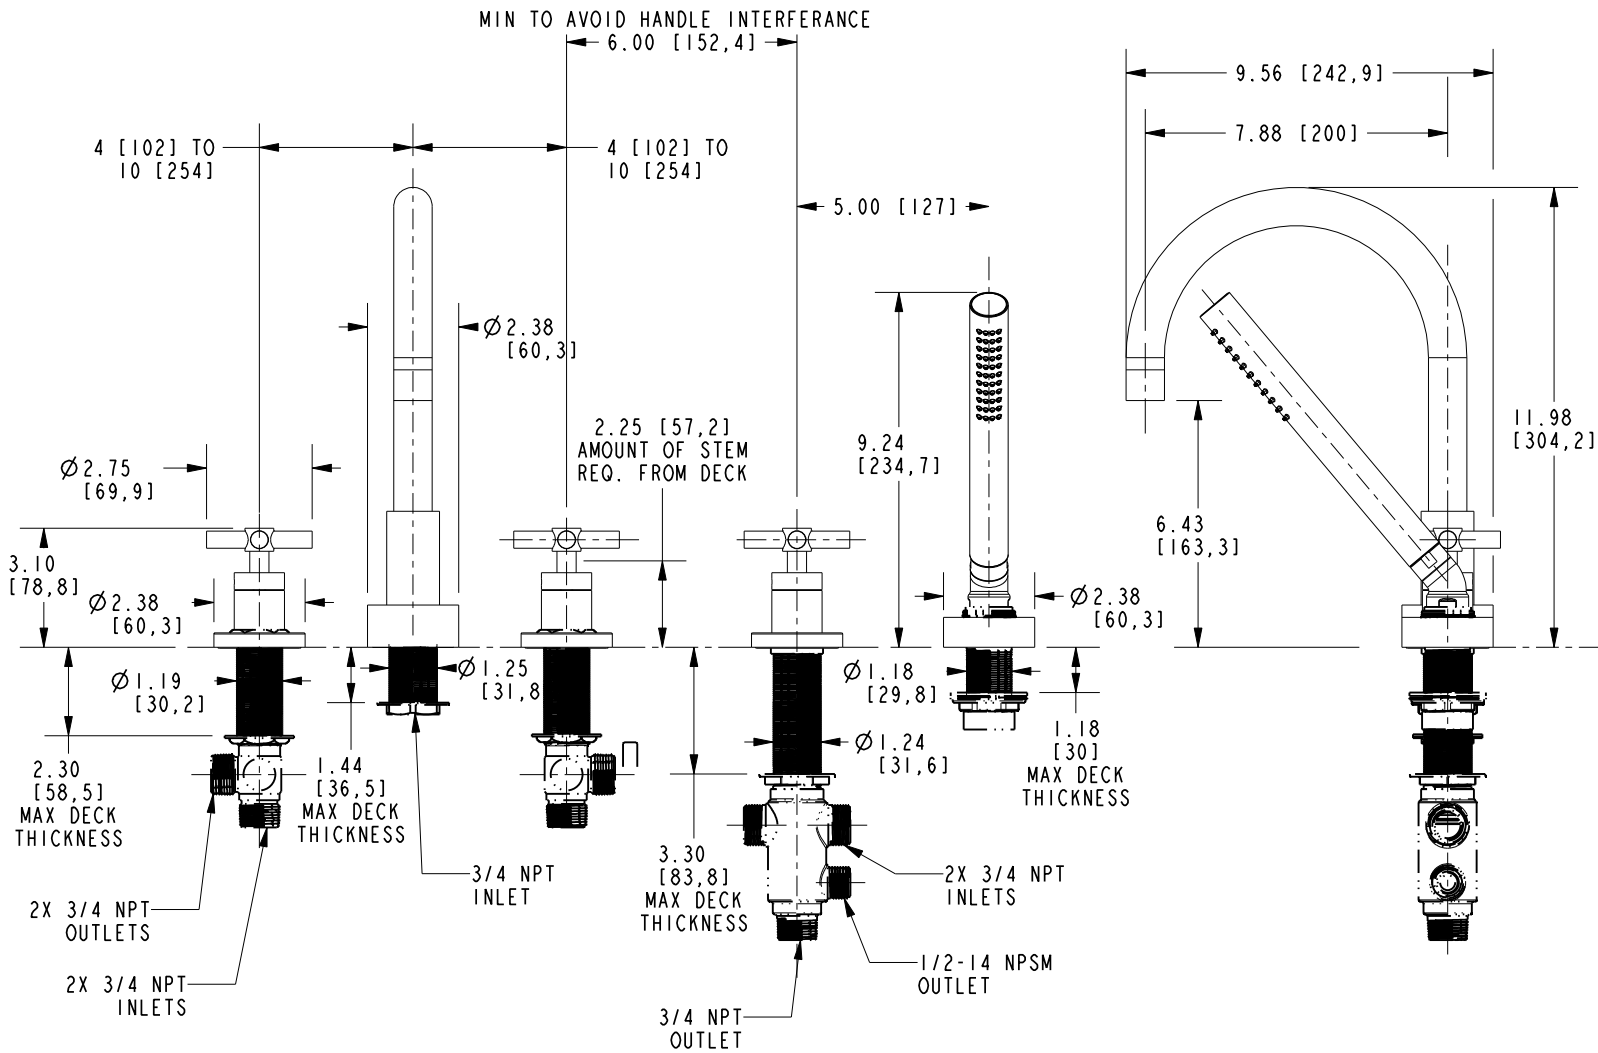 MIN TO AVOID HANDLE INTERFERANCE
6.00 [152,4]
9.56 [242,9]
7.88 [200]
4 [102] TO
10 [254]
4 [102] TO
10 [254]
5.00 [127]
Ø2.38
[60,3]
2.25 [57,2]
AMOUNT OF STEM
REQ. FROM DECK
9.24
[234,7]
11.98
[304,2]
Ø2.75
[69,9]
6.43
[163,3]
3.10
[78,8]
Ø2.38
[60,3]
Ø2.38
[60,3]
Ø1.19
[30,2]
Ø1.25
[31,8
Ø1.18
[29,8]
Ø1.24
[31,6]
2.30
[58,5]
MAX DECK
THICKNESS
1.44
[36,5]
MAX DECK
THICKNESS
1.18
[30]
MAX DECK
THICKNESS
3.30
[83,8]
MAX DECK
THICKNESS
3/4 NPT
INLET
2X 3/4 NPT
INLETS
2X 3/4 NPT
OUTLETS
2X 3/4 NPT
INLETS
1/2-14 NPSM
OUTLET
3/4 NPT
OUTLET